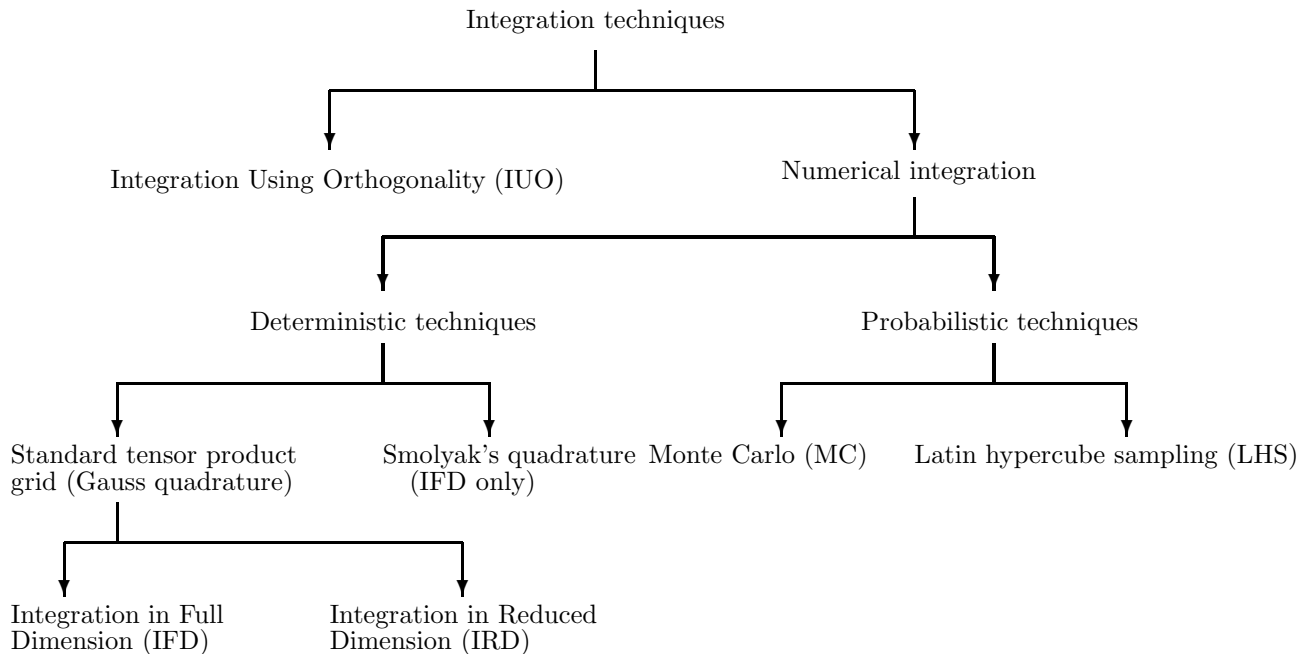 Integration techniques
Integration Using Orthogonality (IUO)
Numerical integration
Deterministic techniques
Probabilistic techniques
Standard tensor product
grid (Gauss quadrature)
Smolyak's quadrature
(IFD only)
Monte Carlo (MC)
Latin hypercube sampling (LHS)
Integration in Full
Dimension (IFD)
Integration in Reduced
Dimension (IRD)